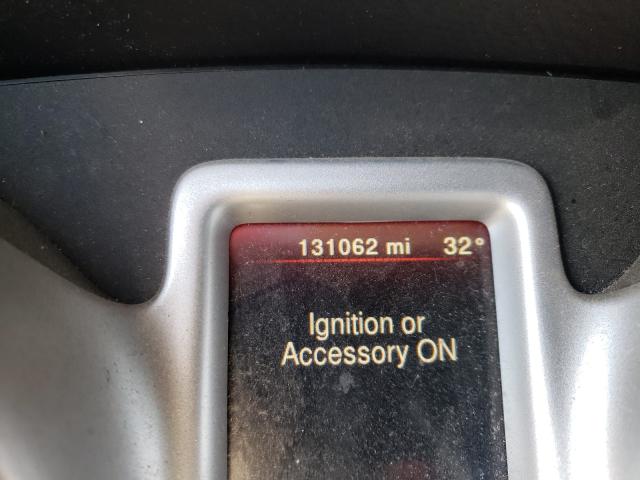 131062 mi 32°
Ignition or
Accessory ON